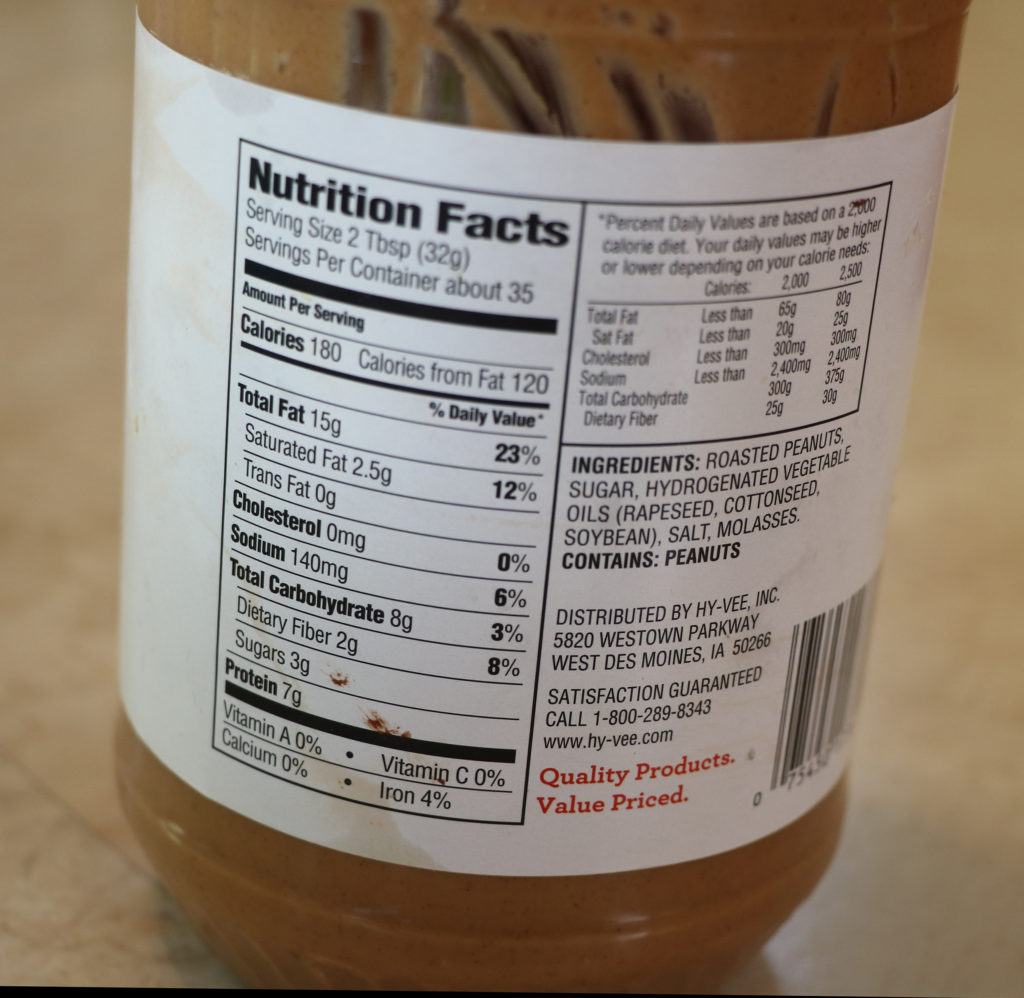 Nutrition Facts
Serving Size 2 Tbsp (32g)
Servings Per Container about 35
Amount Per Serving
Calories 180 Calories from Fat 120
% Daily Value*
Total Fat 15g 23%
Saturated Fat 2.5g 12%
Trans Fat 0g
Cholesterol 0mg 0%
Sodium 140mg 6%
Total Carbohydrate 8g 3%
Dietary Fiber 2g 8%
Sugars 3g
Protein 7g
Vitamin A 0% • Vitamin C 0%
Calcium 0% • Iron 4%
*Percent Daily Values are based on a 2,000
calorie diet. Your daily values may be higher
or lower depending on your calorie needs:
Calories: 2,000 2,500
Total Fat Less than 65g 80g
Sat Fat Less than 20g 25g
Cholesterol Less than 300mg 300mg
Sodium Less than 2,400mg 2,400mg
Total Carbohydrate 300g 375g
Dietary Fiber 25g 30g
INGREDIENTS: ROASTED PEANUTS,
SUGAR, HYDROGENATED VEGETABLE
OILS (RAPESEED, COTTONSEED,
SOYBEAN), SALT, MOLASSES.
CONTAINS: PEANUTS
DISTRIBUTED BY HY-VEE, INC.
5820 WESTOWN PARKWAY
WEST DES MOINES, IA 50266
SATISFACTION GUARANTEED
CALL 1-800-289-8343
www.hy-vee.com
Quality Products.
Value Priced.
0